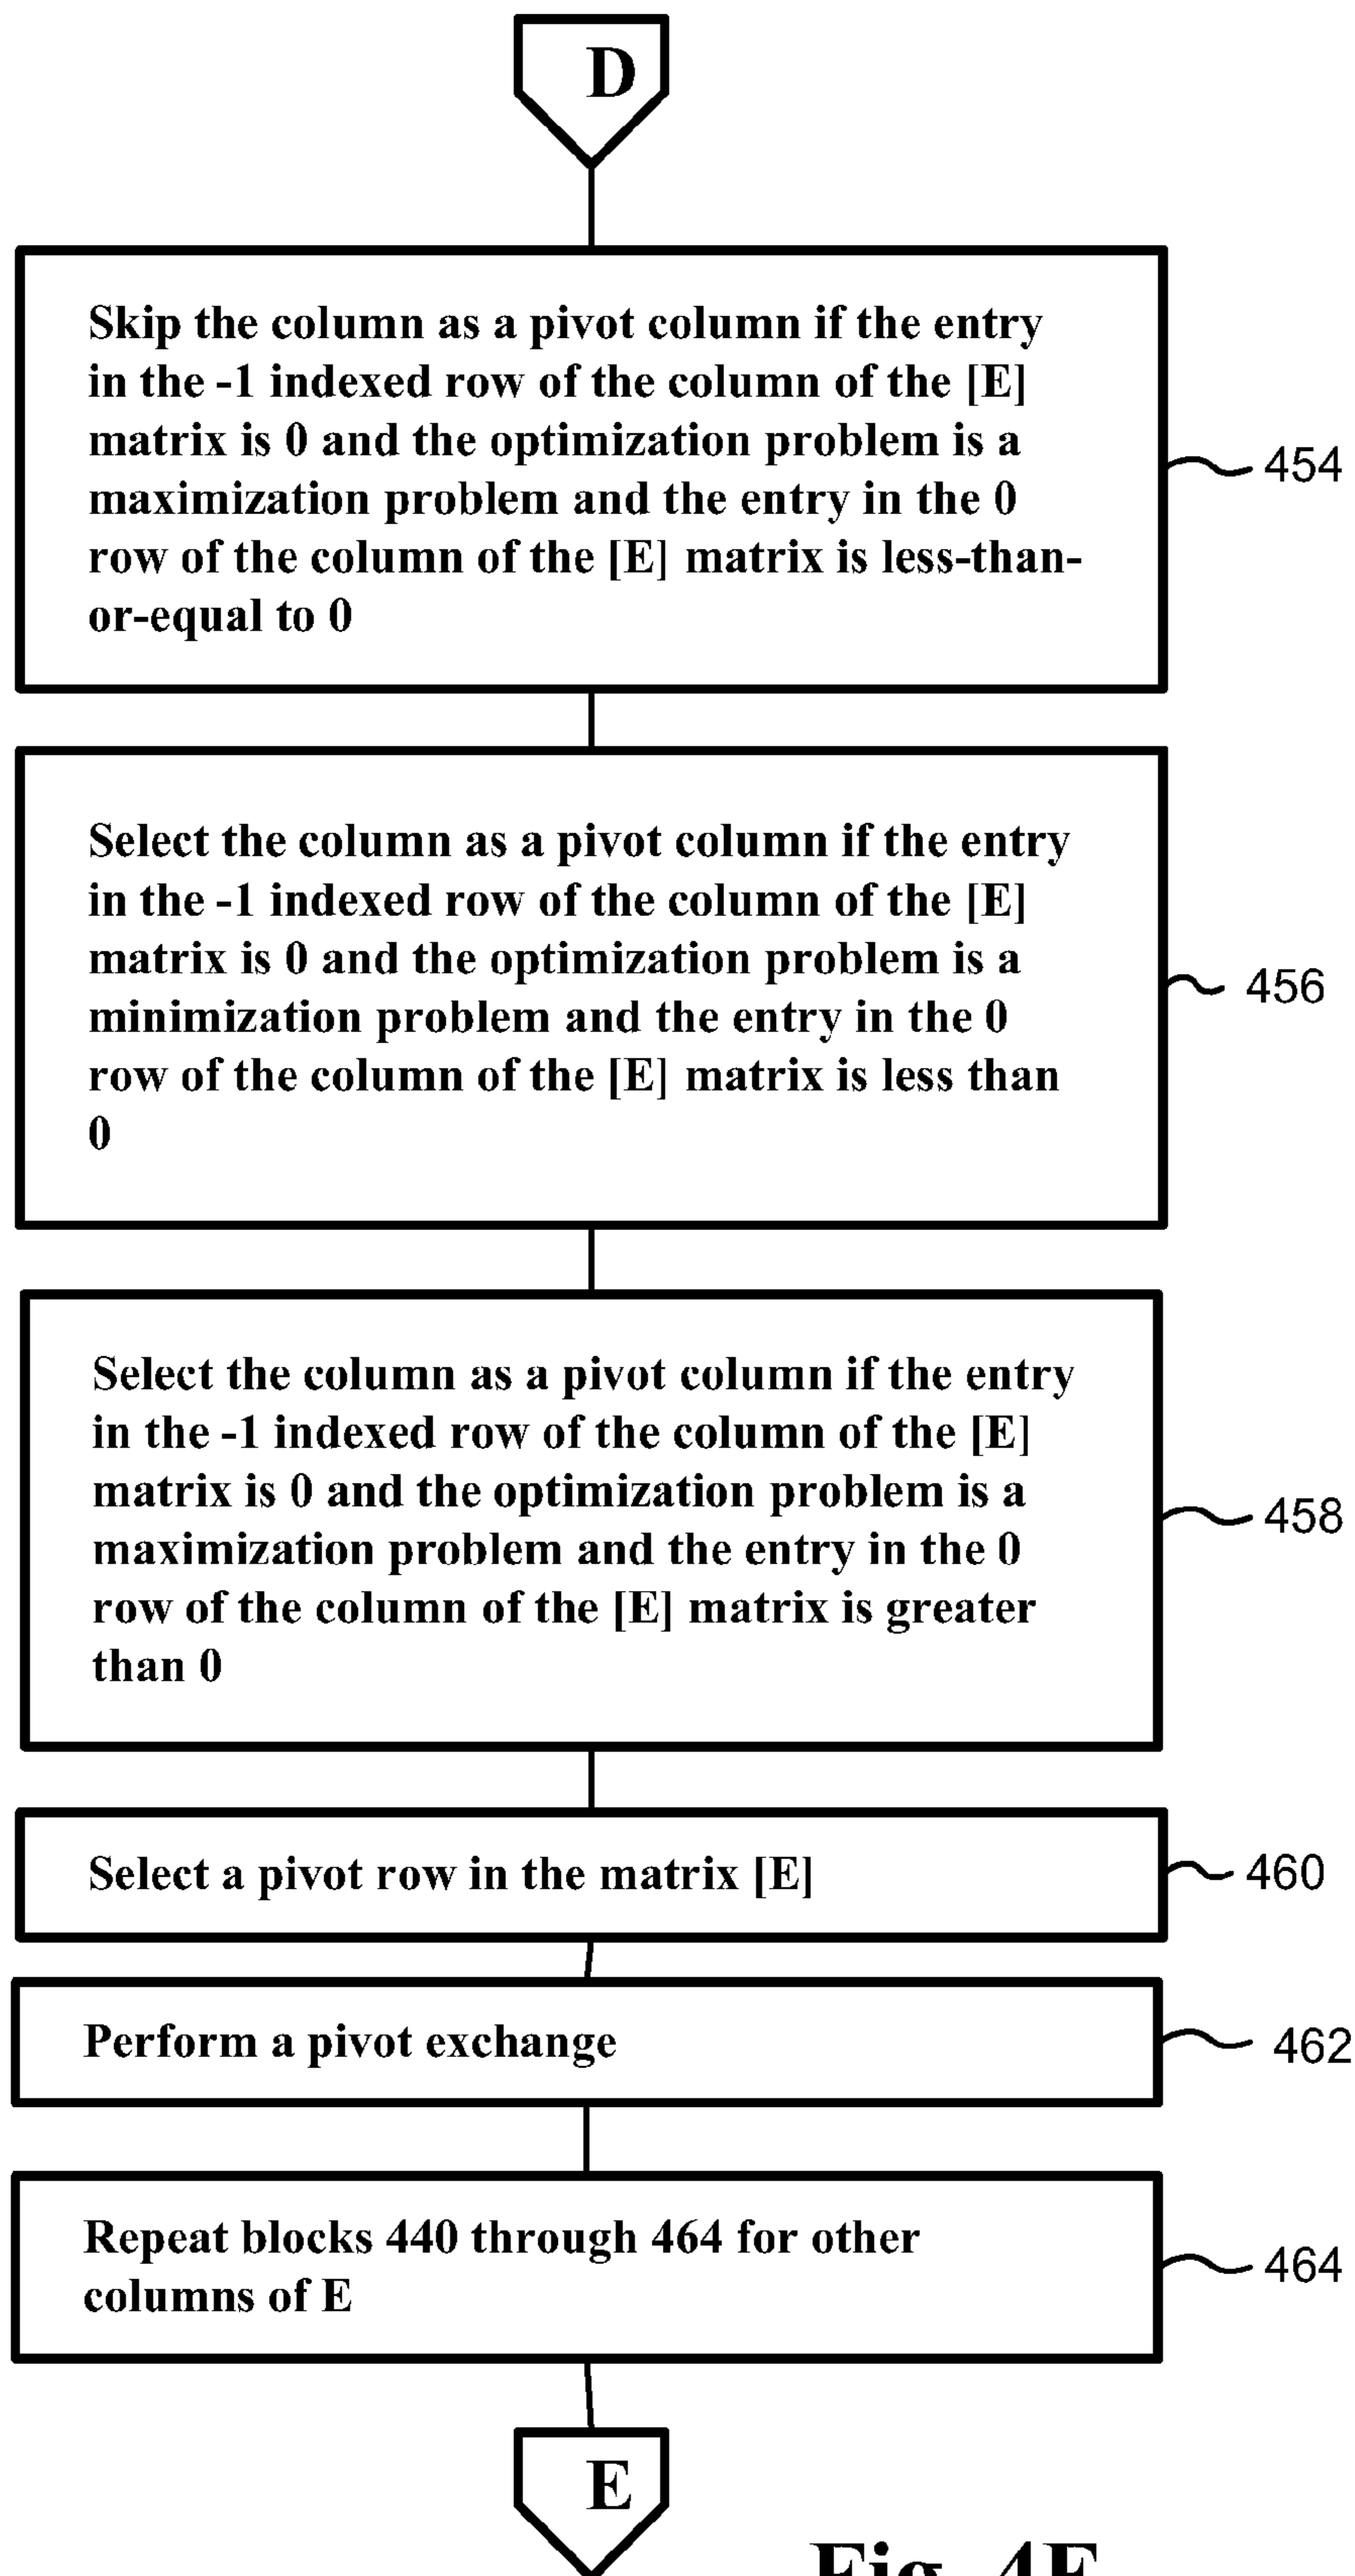 D
Skip the column as a pivot column if the entry
in the -1 indexed row of the column of the [E]
matrix is 0 and the optimization problem is a
maximization problem and the entry in the 0
row of the column of the [E] matrix is less-than-
or-equal to 0
454
Select the column as a pivot column if the entry
in the -1 indexed row of the column of the [E]
matrix is 0 and the optimization problem is a
minimization problem and the entry in the 0
row of the column of the [E] matrix is less than
0
456
Select the column as a pivot column if the entry
in the -1 indexed row of the column of the [E]
matrix is 0 and the optimization problem is a
maximization problem and the entry in the 0
row of the column of the [E] matrix is greater
than 0
458
Select a pivot row in the matrix [E]
460
Perform a pivot exchange
462
Repeat blocks 440 through 464 for other
columns of E
464
E
Fig.